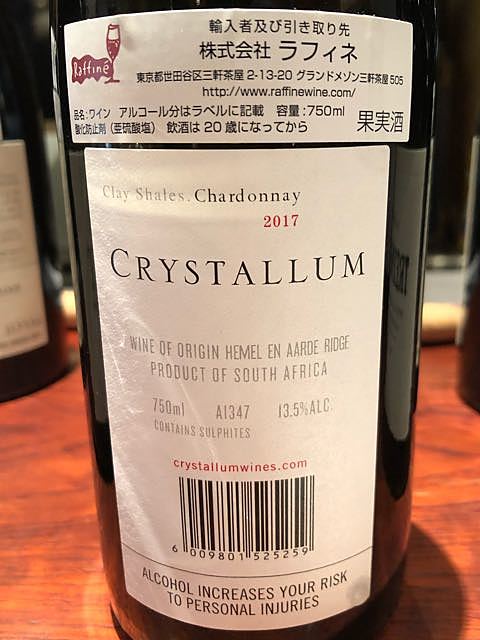 Raffiné
輸入者及び引き取り先
株式会社 ラフィネ
東京都世田谷区三軒茶屋 2-13-20 グランドメゾン三軒茶屋 505
http://www.raffinewine.com/
品名:ワイン アルコール分はラベルに記載 容量:750ml
酸化防止剤(亜硫酸塩) 飲酒は20歳になってから
果実酒
Clay Shales. Chardonnay
2017
CRYSTALLUM
WINE OF ORIGIN HEMEL EN AARDE RIDGE
PRODUCT OF SOUTH AFRICA
750ml A1347 13.5%ALC.
CONTAINS SULPHITES
crystallumwines.com
6 009801 525259
ALCOHOL INCREASES YOUR RISK
TO PERSONAL INJURIES